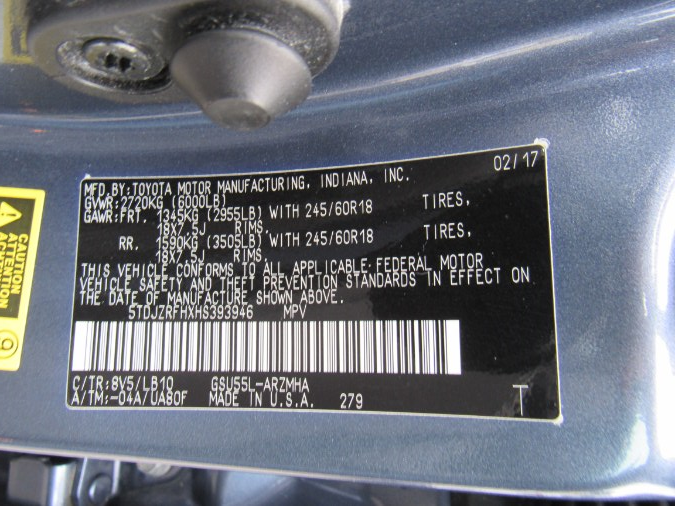 MFD.BY:TOYOTA MOTOR MANUFACTURING, INDIANA, INC. 02/17
GVWR:2720KG (6000LB)
GAWR:FRT. 1345KG (2955LB) WITH 245/60R18 TIRES,
18X7.5J RIMS.
RR. 1590KG (3505LB) WITH 245/60R18 TIRES,
18X7.5J RIMS.
THIS VEHICLE CONFORMS TO ALL APPLICABLE FEDERAL MOTOR
VEHICLE SAFETY AND THEFT PREVENTION STANDARDS IN EFFECT ON
THE DATE OF MANUFACTURE SHOWN ABOVE.
5TDJZRFHXHS393946 MPV
C/TR:8V5/LB10 GSU55L-ARZMHA
A/TM:-04A/UA80F MADE IN U.S.A. 279 T
CAUTION
ATTENTION